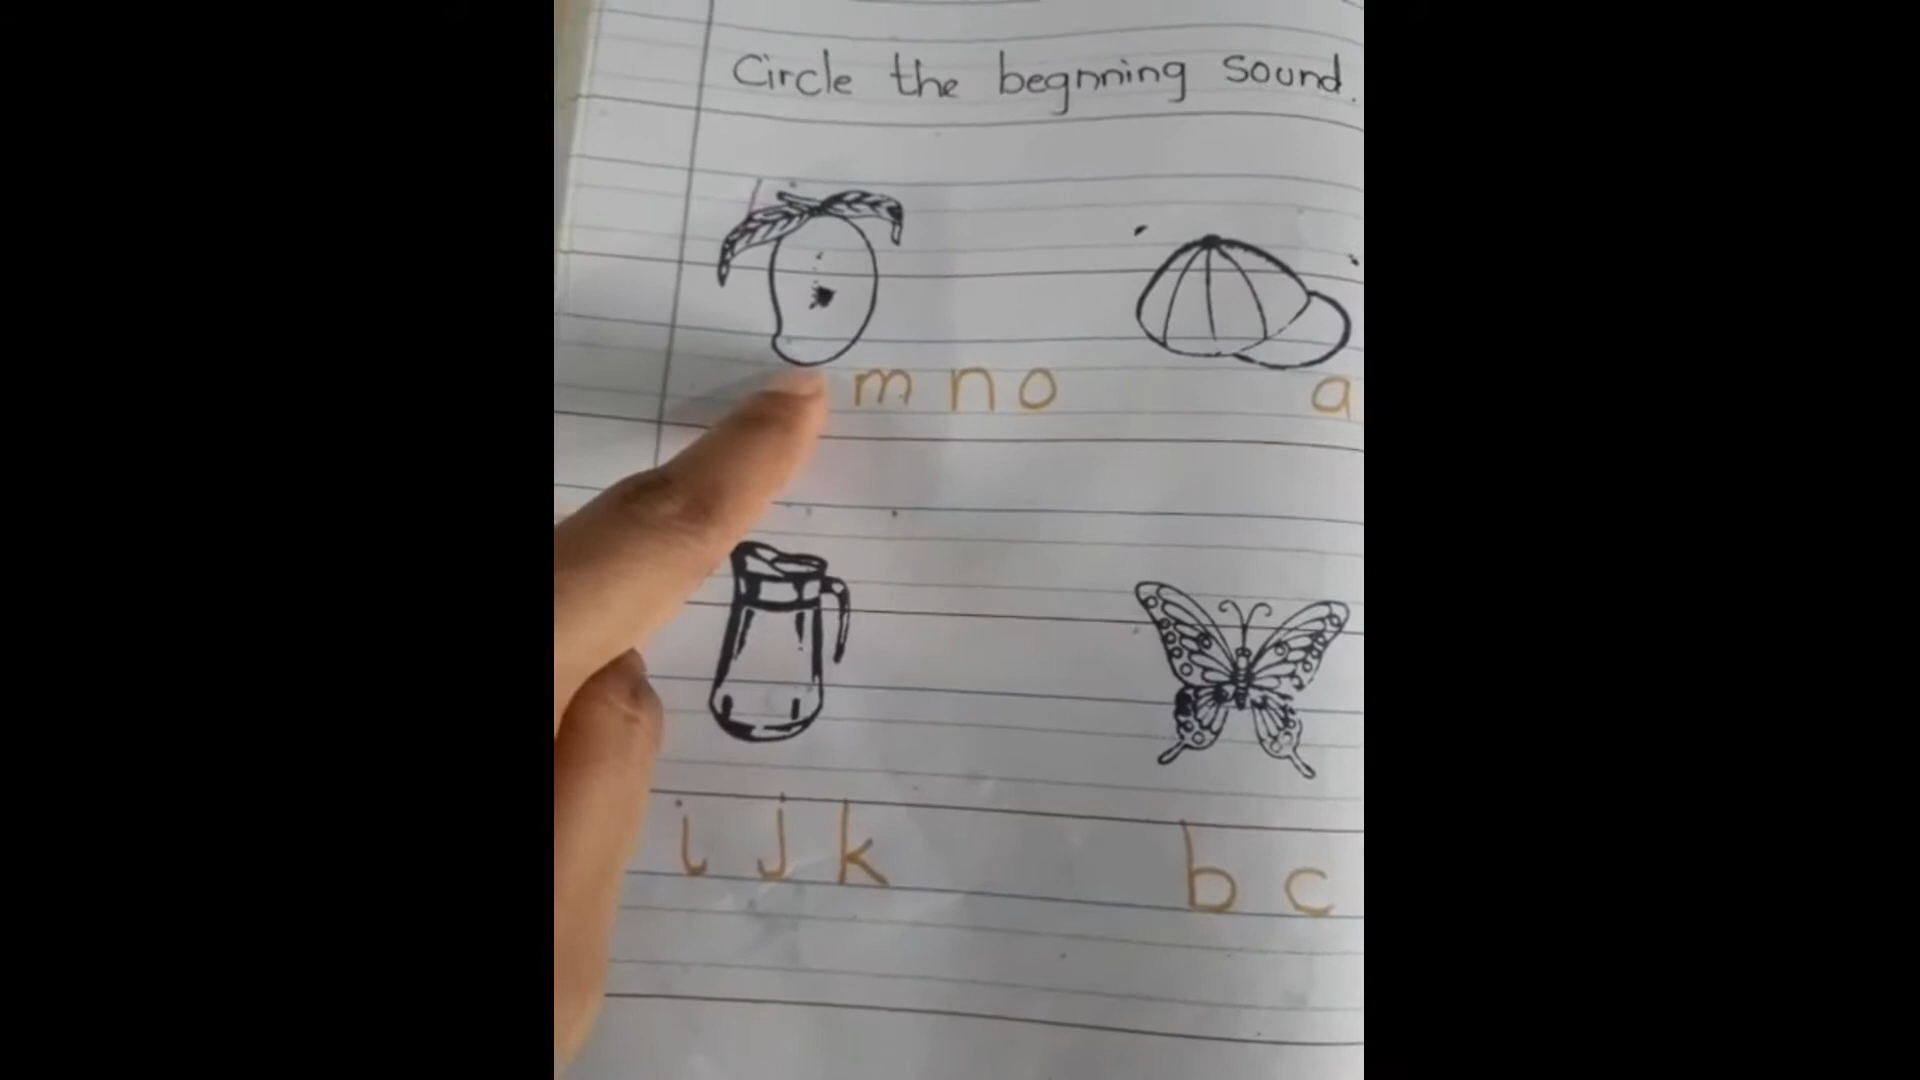 Circle the begnning sound.
m n o
a
i j k
b c